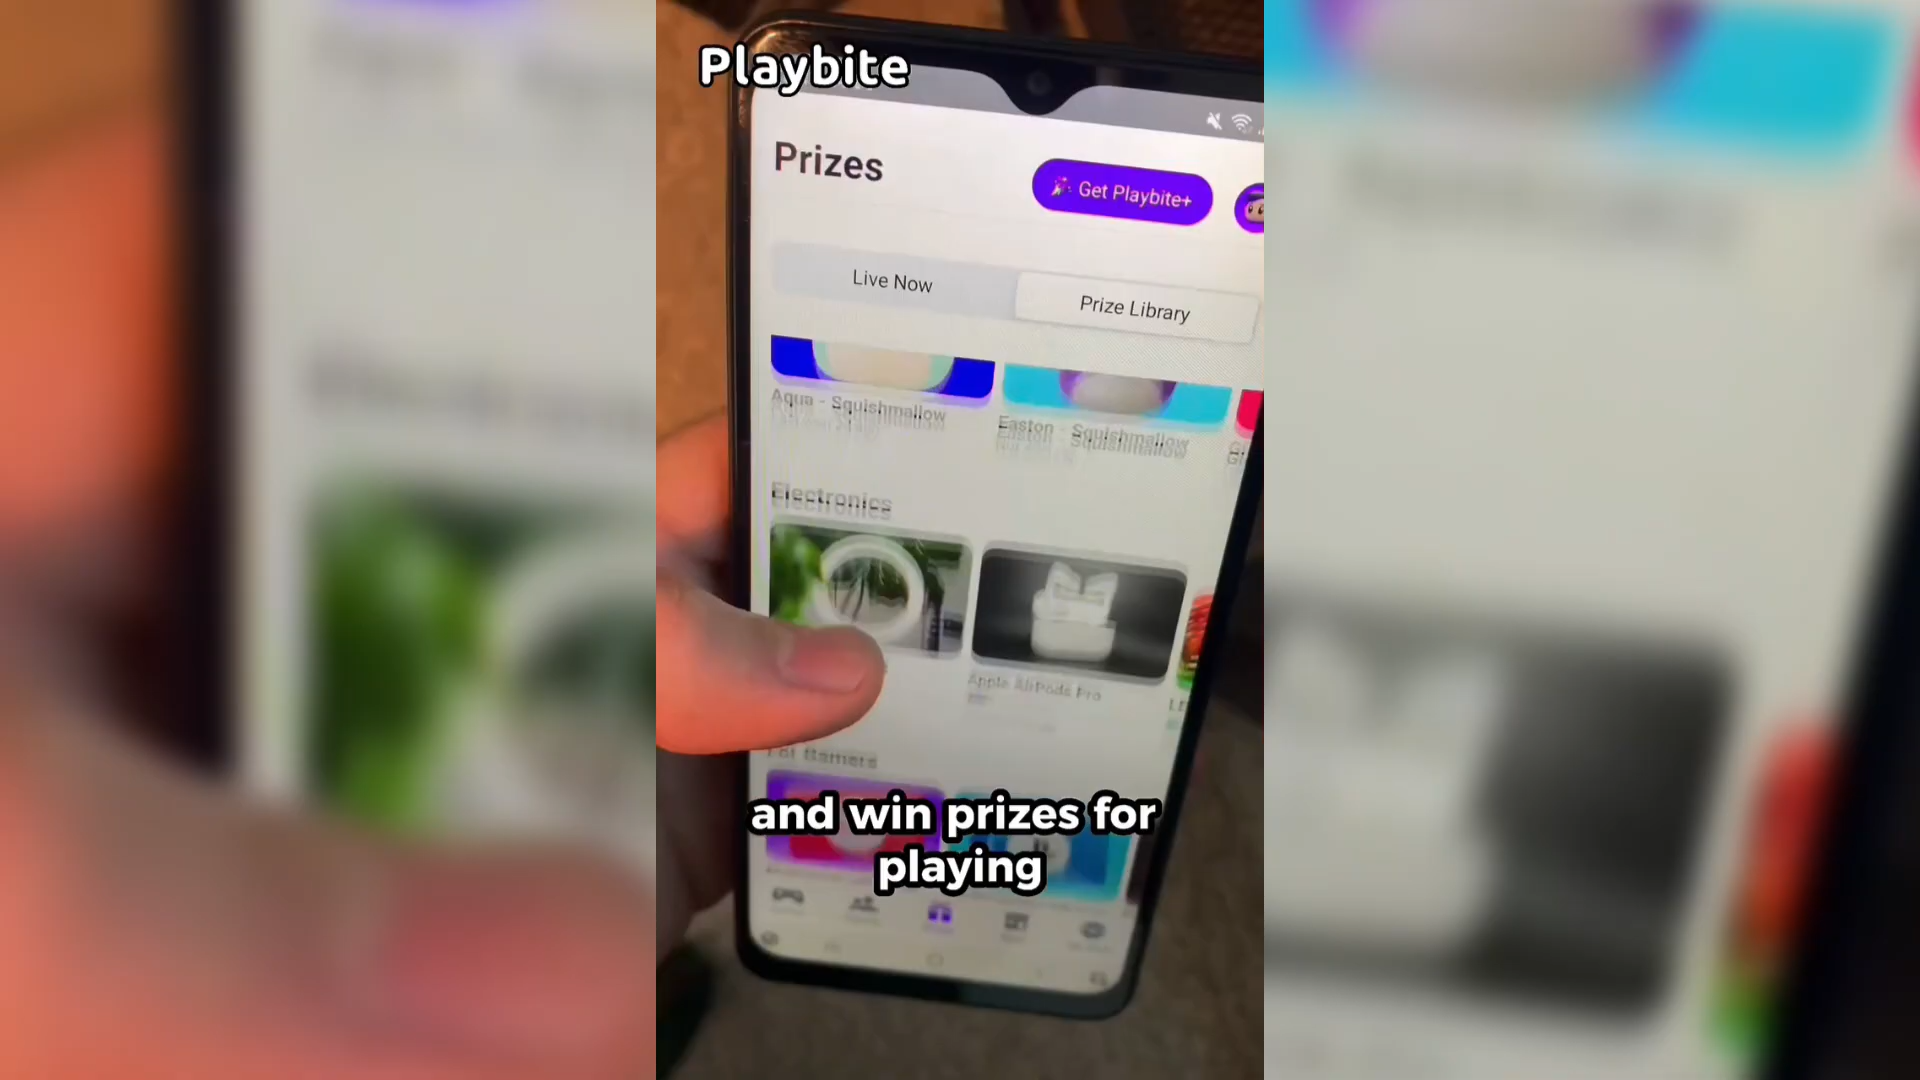 Playbite
Prizes
Get Playbite+
Live Now
Prize Library
Aqua - Squishmallow
Easton - Squishmallow
Electronics
Apple AirPods Pro
and win prizes for
playing